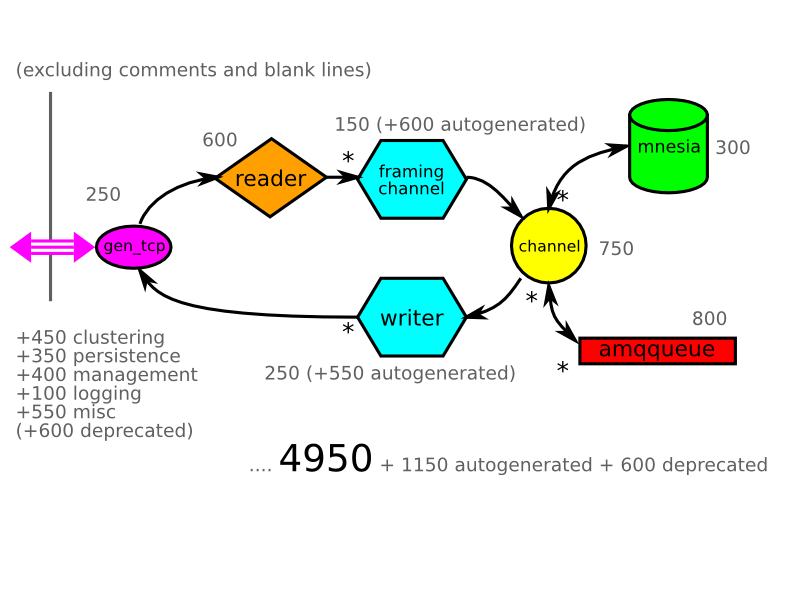 (excluding comments and blank lines)
150 (+600 autogenerated)
600
*
mnesia
300
reader
framing
channel
250
*
gen_tcp
channel
750
*
writer
*
800
+450 clustering
amqqueue
+350 persistence
*
250 (+550 autogenerated)
+400 management
+100 logging
+550 misc
(+600 deprecated)
.... 4950 + 1150 autogenerated + 600 deprecated